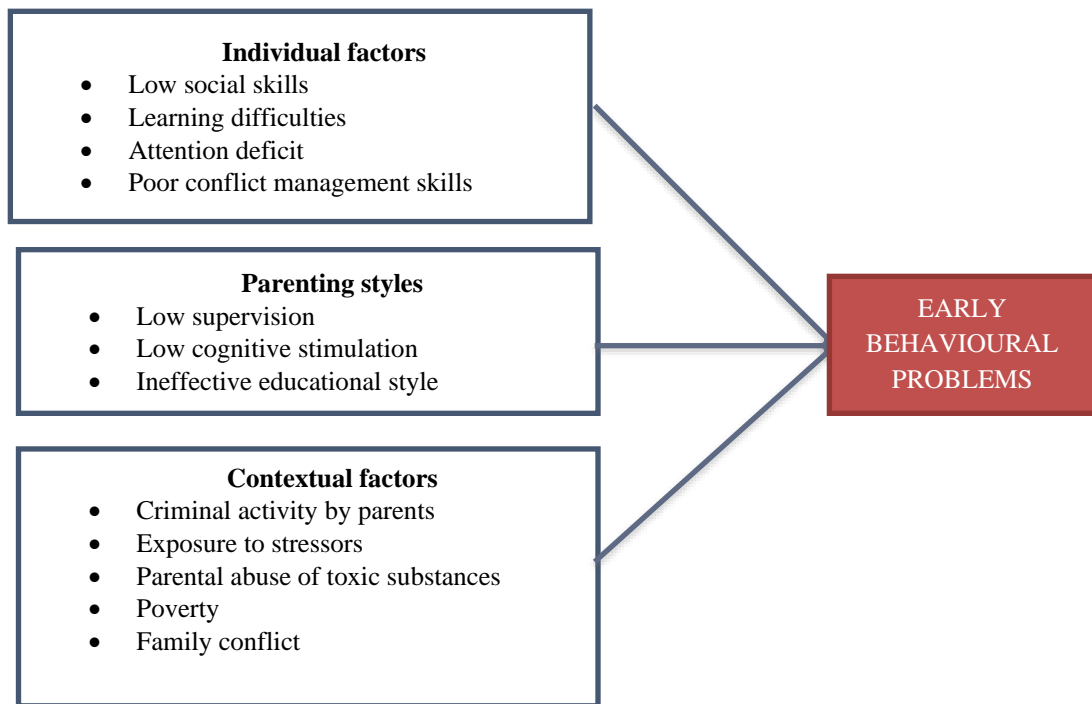 Individual factors
• Low social skills
• Learning difficulties
• Attention deficit
• Poor conflict management skills
Parenting styles
• Low supervision
• Low cognitive stimulation
• Ineffective educational style
Contextual factors
• Criminal activity by parents
• Exposure to stressors
• Parental abuse of toxic substances
• Poverty
• Family conflict
EARLY
BEHAVIOURAL
PROBLEMS